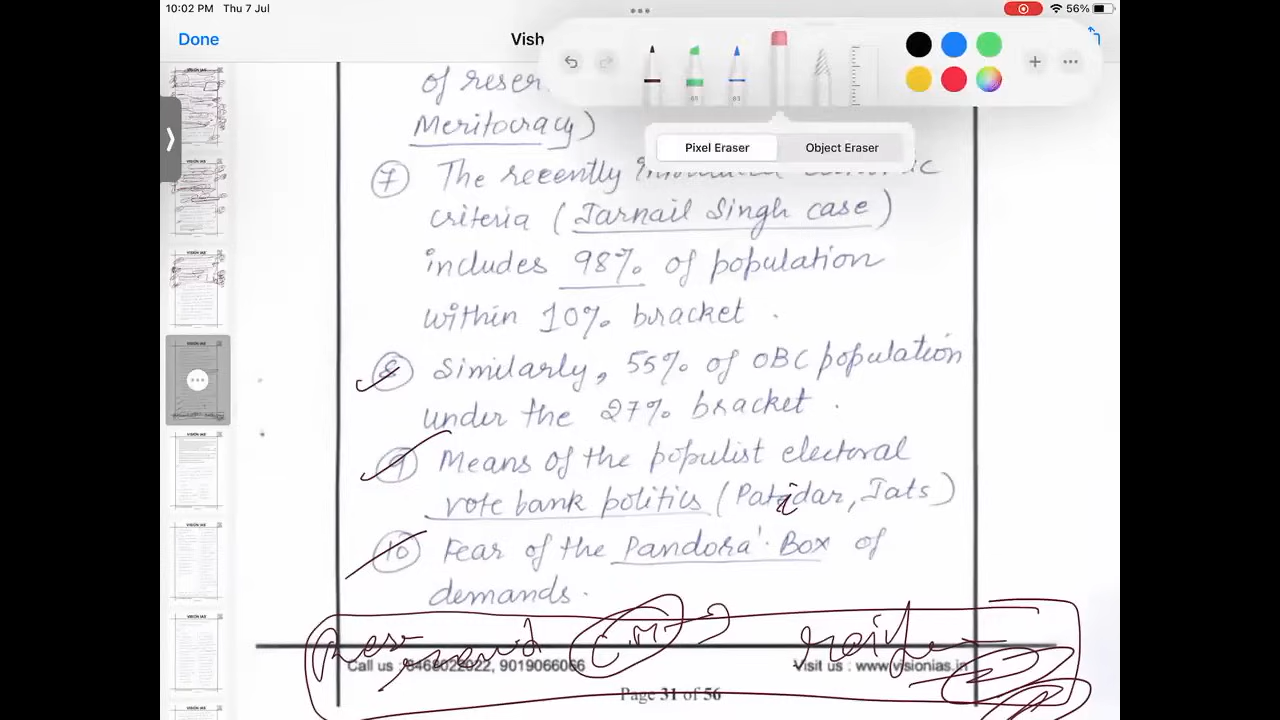 10:02 PM Thu 7 Jul
56%
Done
Vish
Pixel Eraser
Object Eraser
of reser
Meritocracy)
7 The recently
criteria (Jarnail Singh case)
includes 98% of population
within 10% bracket .
8 Similarly, 55% of OBC population
under the 27% bracket .
9 Means of the populist electoral
vote bank politics (Patidar, Jats)
10 Fear of the Pandora's Box of
demands.
Call us : 8468022022, 9019066066
Visit us : www.visionias.in
Page 31 of 56